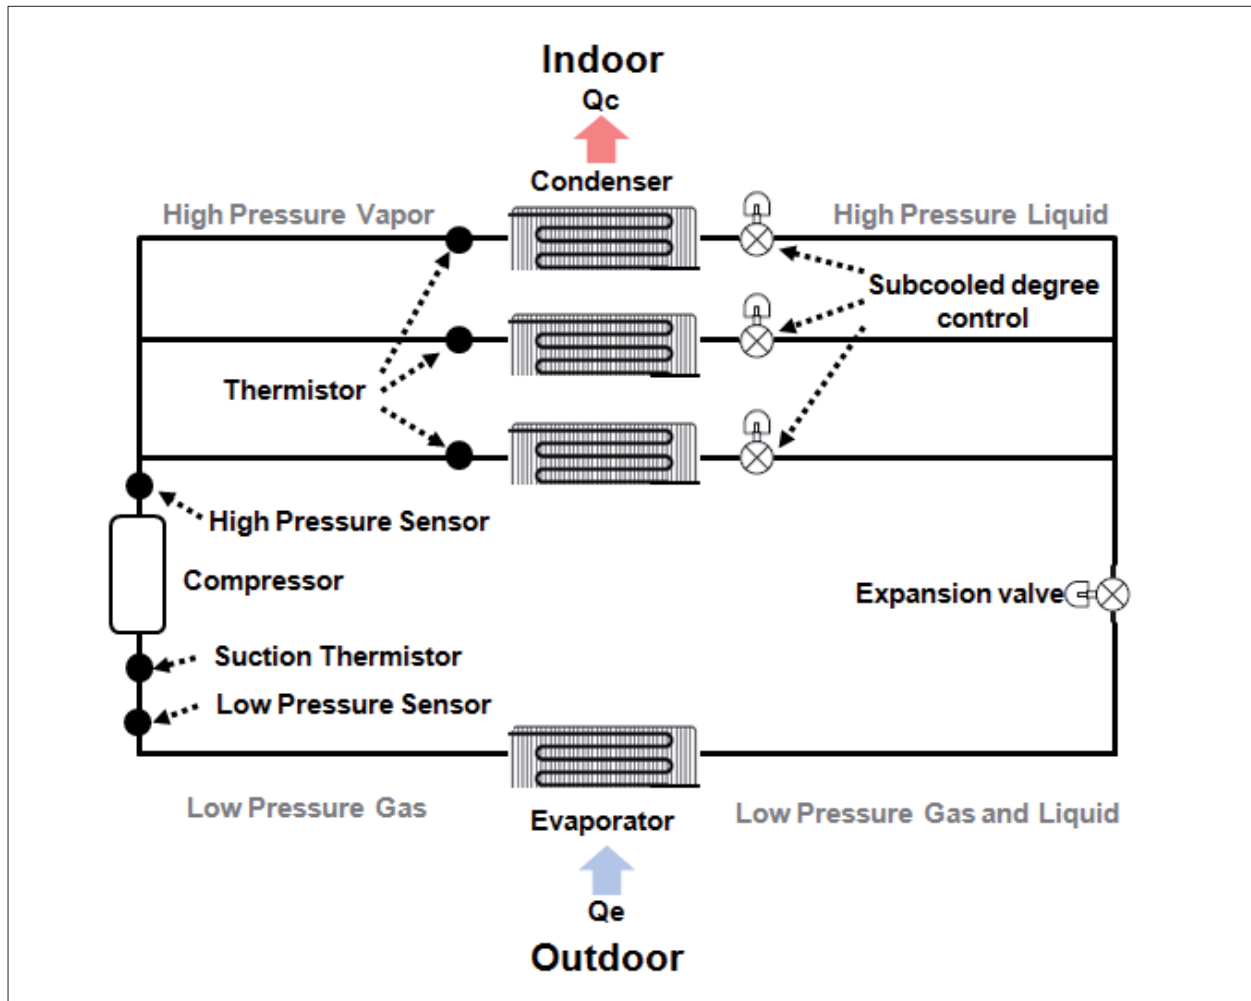 Indoor
Qc
Condenser
High Pressure Vapor
High Pressure Liquid
Subcooled degree
control
Thermistor
High Pressure Sensor
Compressor
Expansion valve
Suction Thermistor
Low Pressure Sensor
Low Pressure Gas
Evaporator
Low Pressure Gas and Liquid
Qe
Outdoor